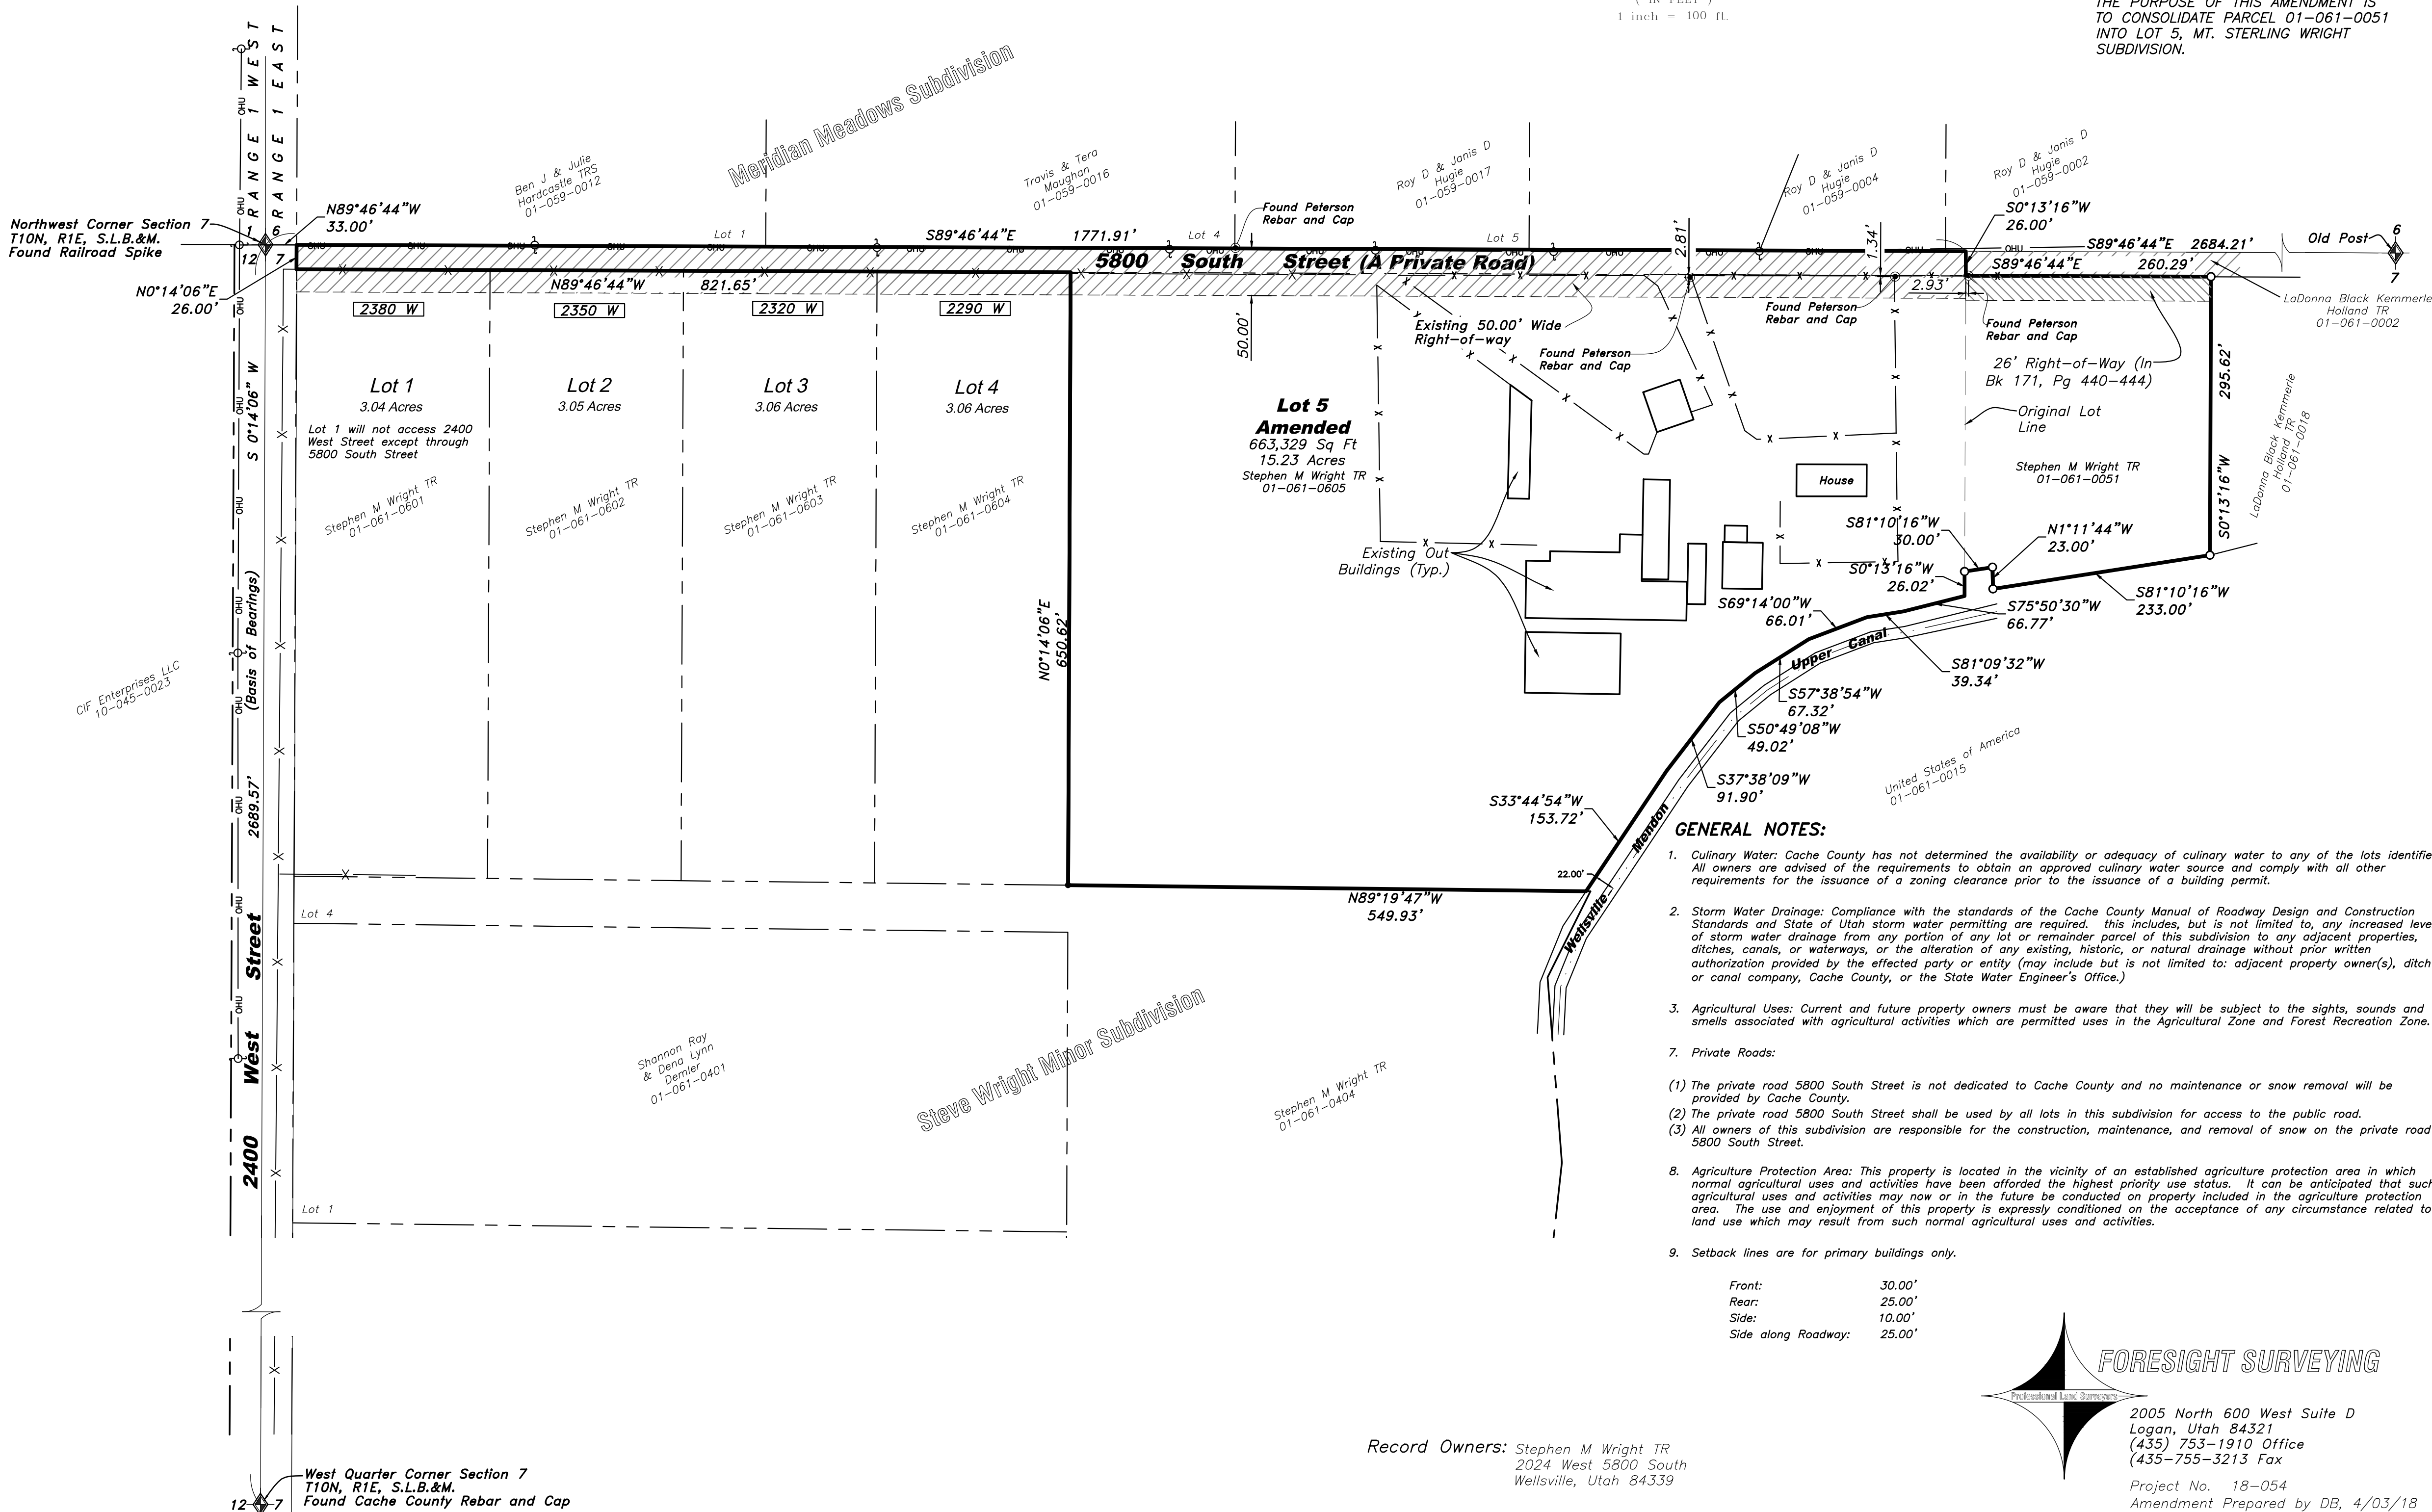 ( IN FEET )
1 inch = 100 ft.
THE PURPOSE OF THIS AMENDMENT IS
TO CONSOLIDATE PARCEL 01-061-0051
INTO LOT 5, MT. STERLING WRIGHT
SUBDIVISION.
RANGE 1 WEST
RANGE 1 EAST
Meridian Meadows Subdivision
Ben J & Julie
Hardcastle TRS
01-059-0012
Travis & Tera
Maughan
01-059-0016
Roy D & Janis D
Hugie
01-059-0017
Roy D & Janis D
Hugie
01-059-0004
Roy D & Janis D
Hugie
01-059-0002
Northwest Corner Section 7
T10N, R1E, S.L.B.&M.
Found Railroad Spike
1 6
12 7
N89°46'44"W
33.00'
Found Peterson
Rebar and Cap
S0°13'16"W
26.00'
Lot 1
S89°46'44"E 1771.91'
Lot 4
Lot 5
2.81'
1.34'
S89°46'44"E 2684.21'
Old Post
6
7
5800 South Street (A Private Road)
S89°46'44"E 260.29'
N0°14'06"E
26.00'
N89°46'44"W 821.65'
2.93'
LaDonna Black Kemmerle
Holland TR
01-061-0002
2380 W
2350 W
2320 W
2290 W
50.00'
Existing 50.00' Wide
Right-of-way
Found Peterson
Rebar and Cap
Found Peterson
Rebar and Cap
Found Peterson
Rebar and Cap
26' Right-of-Way (In
Bk 171, Pg 440-444)
295.62'
S0°13'16"W
LaDonna Black Kemmerle
Holland TR
01-061-0018
Lot 1
3.04 Acres
Lot 2
3.05 Acres
Lot 3
3.06 Acres
Lot 4
3.06 Acres
Lot 1 will not access 2400
West Street except through
5800 South Street
Lot 5
Amended
663,329 Sq Ft
15.23 Acres
Stephen M Wright TR
01-061-0605
Original Lot
Line
Stephen M Wright TR
01-061-0051
House
Stephen M Wright TR
01-061-0601
Stephen M Wright TR
01-061-0602
Stephen M Wright TR
01-061-0603
Stephen M Wright TR
01-061-0604
S 0°14'06" W
(Basis of Bearings)
2689.57'
2400 West Street
OHU
Existing Out
Buildings (Typ.)
S81°10'16"W
30.00'
N1°11'44"W
23.00'
S0°13'16"W
26.02'
S81°10'16"W
233.00'
S69°14'00"W
66.01'
S75°50'30"W
66.77'
N0°14'06"E
650.62'
S81°09'32"W
39.34'
S57°38'54"W
67.32'
S50°49'08"W
49.02'
S37°38'09"W
91.90'
S33°44'54"W
153.72'
Wellsville - Mendon Upper Canal
22.00'
N89°19'47"W
549.93'
CIF Enterprises LLC
10-045-0023
United States of America
01-061-0015
Lot 4
Lot 1
Shannon Ray
& Dena Lynn
Demler
01-061-0401
Steve Wright Minor Subdivision
Stephen M Wright TR
01-061-0404
GENERAL NOTES:
1. Culinary Water: Cache County has not determined the availability or adequacy of culinary water to any of the lots identifie
All owners are advised of the requirements to obtain an approved culinary water source and comply with all other
requirements for the issuance of a zoning clearance prior to the issuance of a building permit.
2. Storm Water Drainage: Compliance with the standards of the Cache County Manual of Roadway Design and Construction
Standards and State of Utah storm water permitting are required. this includes, but is not limited to, any increased leve
of storm water drainage from any portion of any lot or remainder parcel of this subdivision to any adjacent properties,
ditches, canals, or waterways, or the alteration of any existing, historic, or natural drainage without prior written
authorization provided by the effected party or entity (may include but is not limited to: adjacent property owner(s), ditch
or canal company, Cache County, or the State Water Engineer's Office.)
3. Agricultural Uses: Current and future property owners must be aware that they will be subject to the sights, sounds and
smells associated with agricultural activities which are permitted uses in the Agricultural Zone and Forest Recreation Zone.
7. Private Roads:
(1) The private road 5800 South Street is not dedicated to Cache County and no maintenance or snow removal will be
provided by Cache County.
(2) The private road 5800 South Street shall be used by all lots in this subdivision for access to the public road.
(3) All owners of this subdivision are responsible for the construction, maintenance, and removal of snow on the private road
5800 South Street.
8. Agriculture Protection Area: This property is located in the vicinity of an established agriculture protection area in which
normal agricultural uses and activities have been afforded the highest priority use status. It can be anticipated that such
agricultural uses and activities may now or in the future be conducted on property included in the agriculture protection
area. The use and enjoyment of this property is expressly conditioned on the acceptance of any circumstance related to
land use which may result from such normal agricultural uses and activities.
9. Setback lines are for primary buildings only.
Front: 30.00'
Rear: 25.00'
Side: 10.00'
Side along Roadway: 25.00'
FORESIGHT SURVEYING
Professional Land Surveyors
2005 North 600 West Suite D
Logan, Utah 84321
(435) 753-1910 Office
(435-755-3213 Fax
Project No. 18-054
Amendment Prepared by DB, 4/03/18
Record Owners: Stephen M Wright TR
2024 West 5800 South
Wellsville, Utah 84339
West Quarter Corner Section 7
T10N, R1E, S.L.B.&M.
Found Cache County Rebar and Cap
12 7